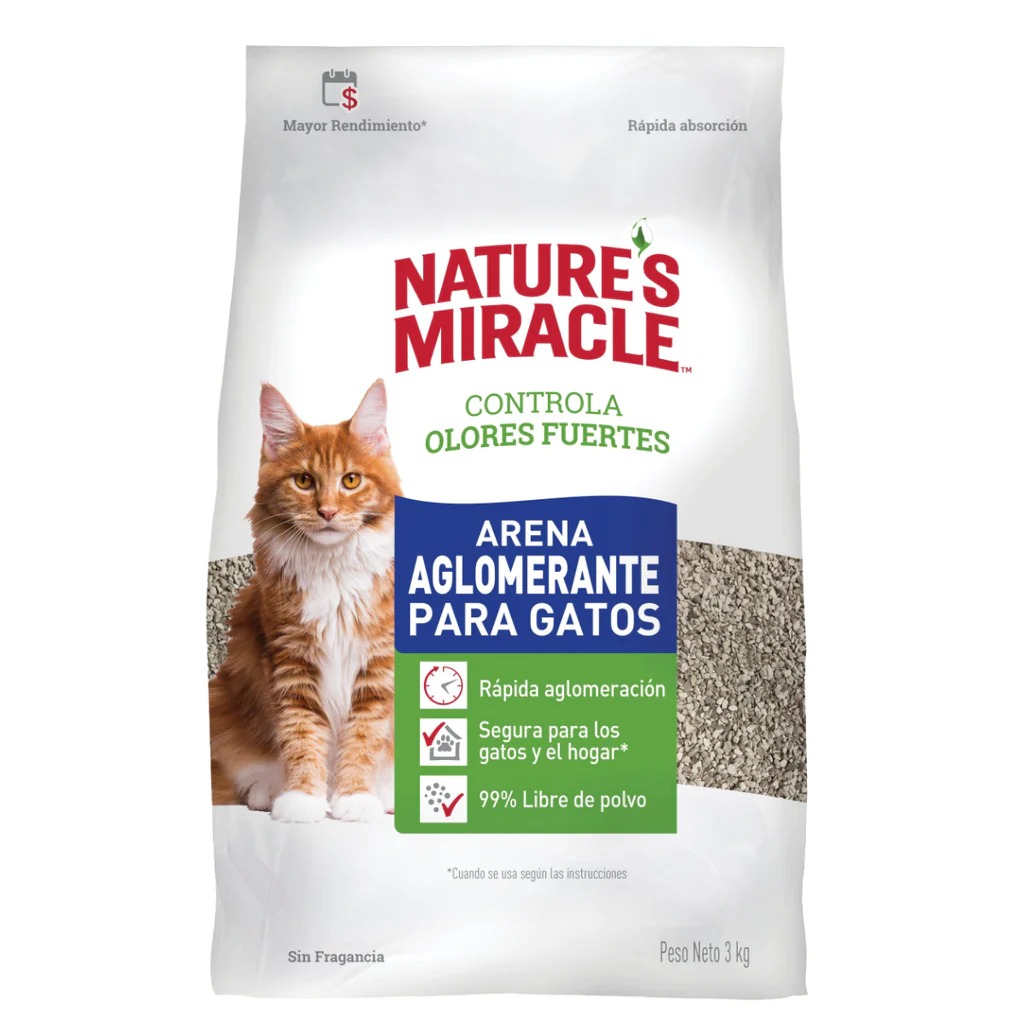 Mayor Rendimiento*
Rápida absorción
NATURE'S
MIRACLE™
CONTROLA
OLORES FUERTES
ARENA
AGLOMERANTE
PARA GATOS
Rápida aglomeración
Segura para los
gatos y el hogar*
99% Libre de polvo
*Cuando se usa según las instrucciones
Sin Fragancia
Peso Neto 3 kg